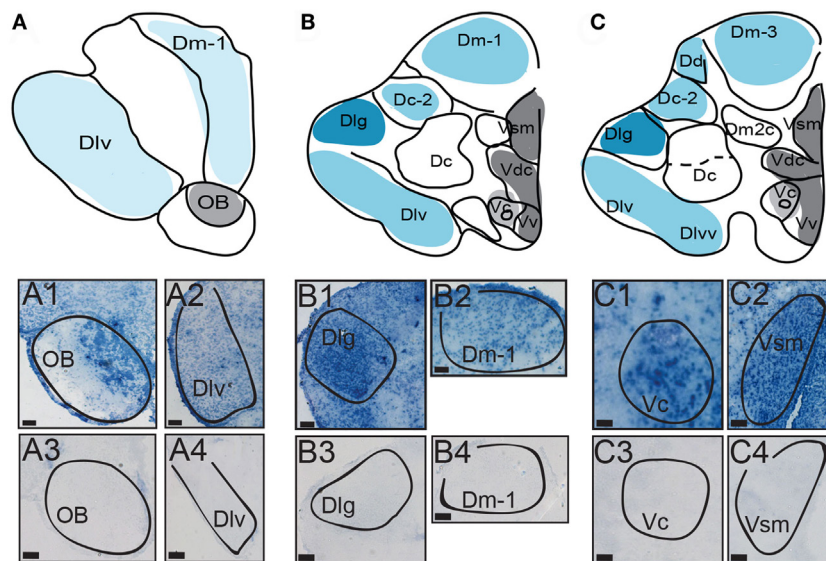 A
Dm-1
Dlv
OB
B
Dm-1
Dc-2
Dlg
Vsm
Dc
Vdc
Dlv
Vv
C
Dm-3
Dd
Dc-2
Dlg
Dm2c
Vsm
Vdc
Dc
Vc
Dlv
Vv
Dlvv
A1
OB
A2
Dlv
B1
Dlg
B2
Dm-1
C1
Vc
C2
Vsm
A3
OB
A4
Dlv
B3
Dlg
B4
Dm-1
C3
Vc
C4
Vsm